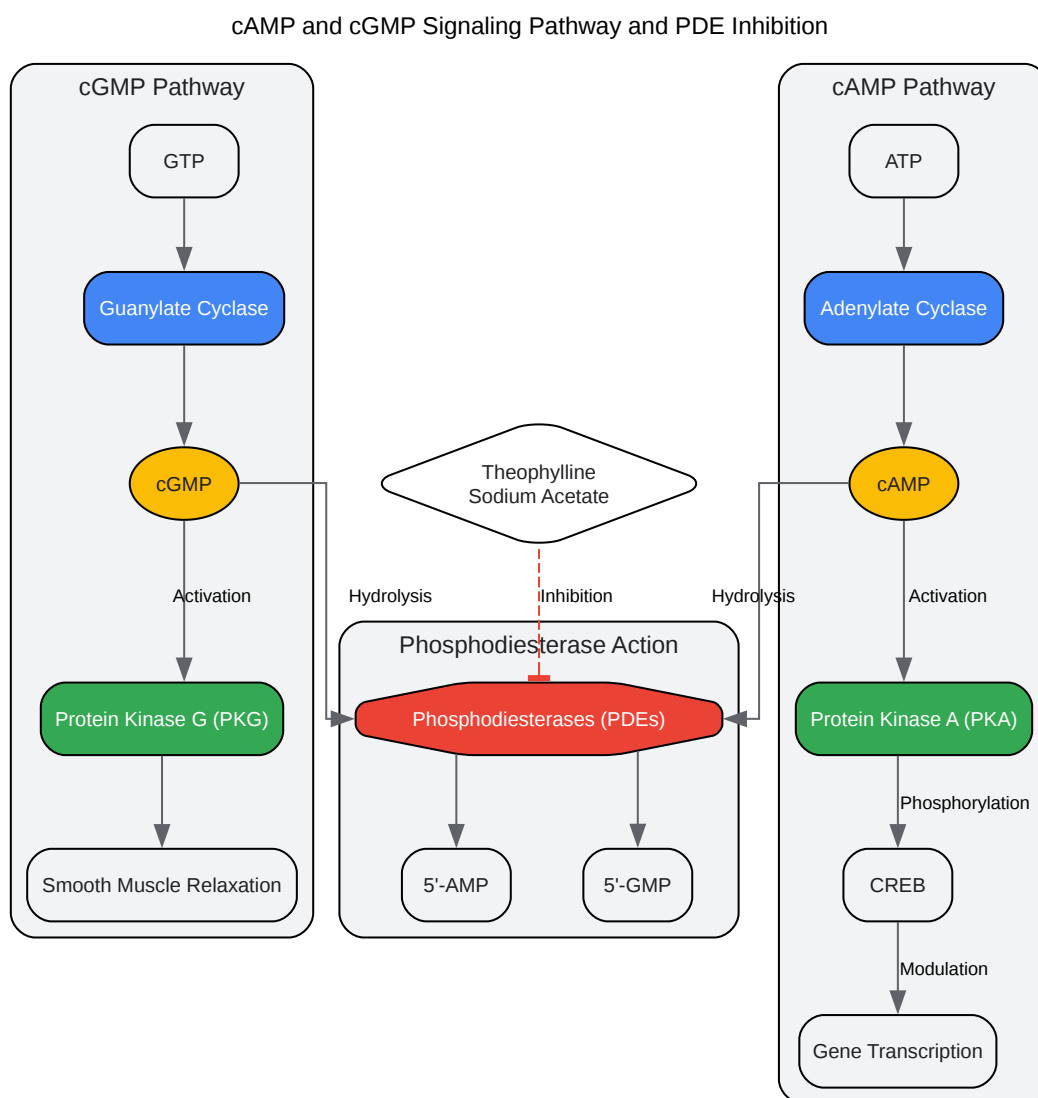 cAMP and cGMP Signaling Pathway and PDE Inhibition
cGMP Pathway
GTP
Guanylate Cyclase
cGMP
Activation
Protein Kinase G (PKG)
Smooth Muscle Relaxation
Theophylline
Sodium Acetate
Hydrolysis
Inhibition
Hydrolysis
Phosphodiesterase Action
Phosphodiesterases (PDEs)
5'-AMP
5'-GMP
cAMP Pathway
ATP
Adenylate Cyclase
cAMP
Activation
Protein Kinase A (PKA)
Phosphorylation
CREB
Modulation
Gene Transcription